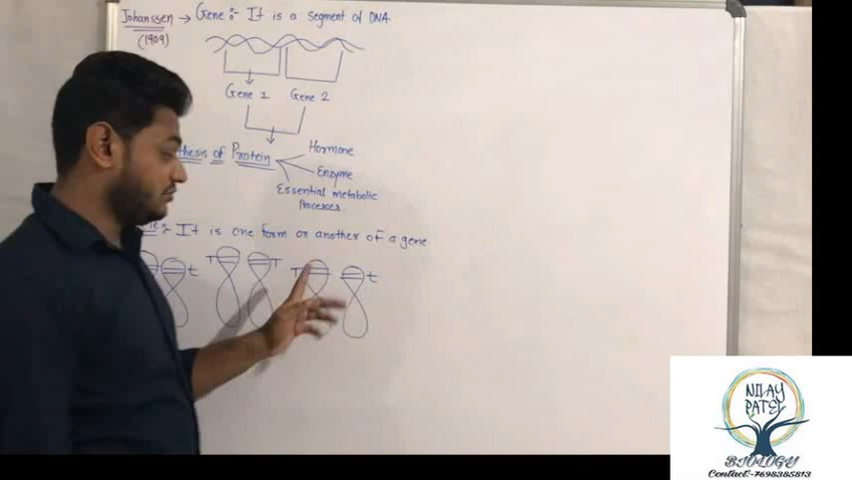 Johanssen → Gene :- It is a segment of DNA
(1909)
Gene 1 Gene 2
of Protein
Hormone
Enzyme
Essential metabolic
Processes.
It is one form or another of a gene
t T T T t
NILAY
PATEL
BIOLOGY
Contact:-7698385813